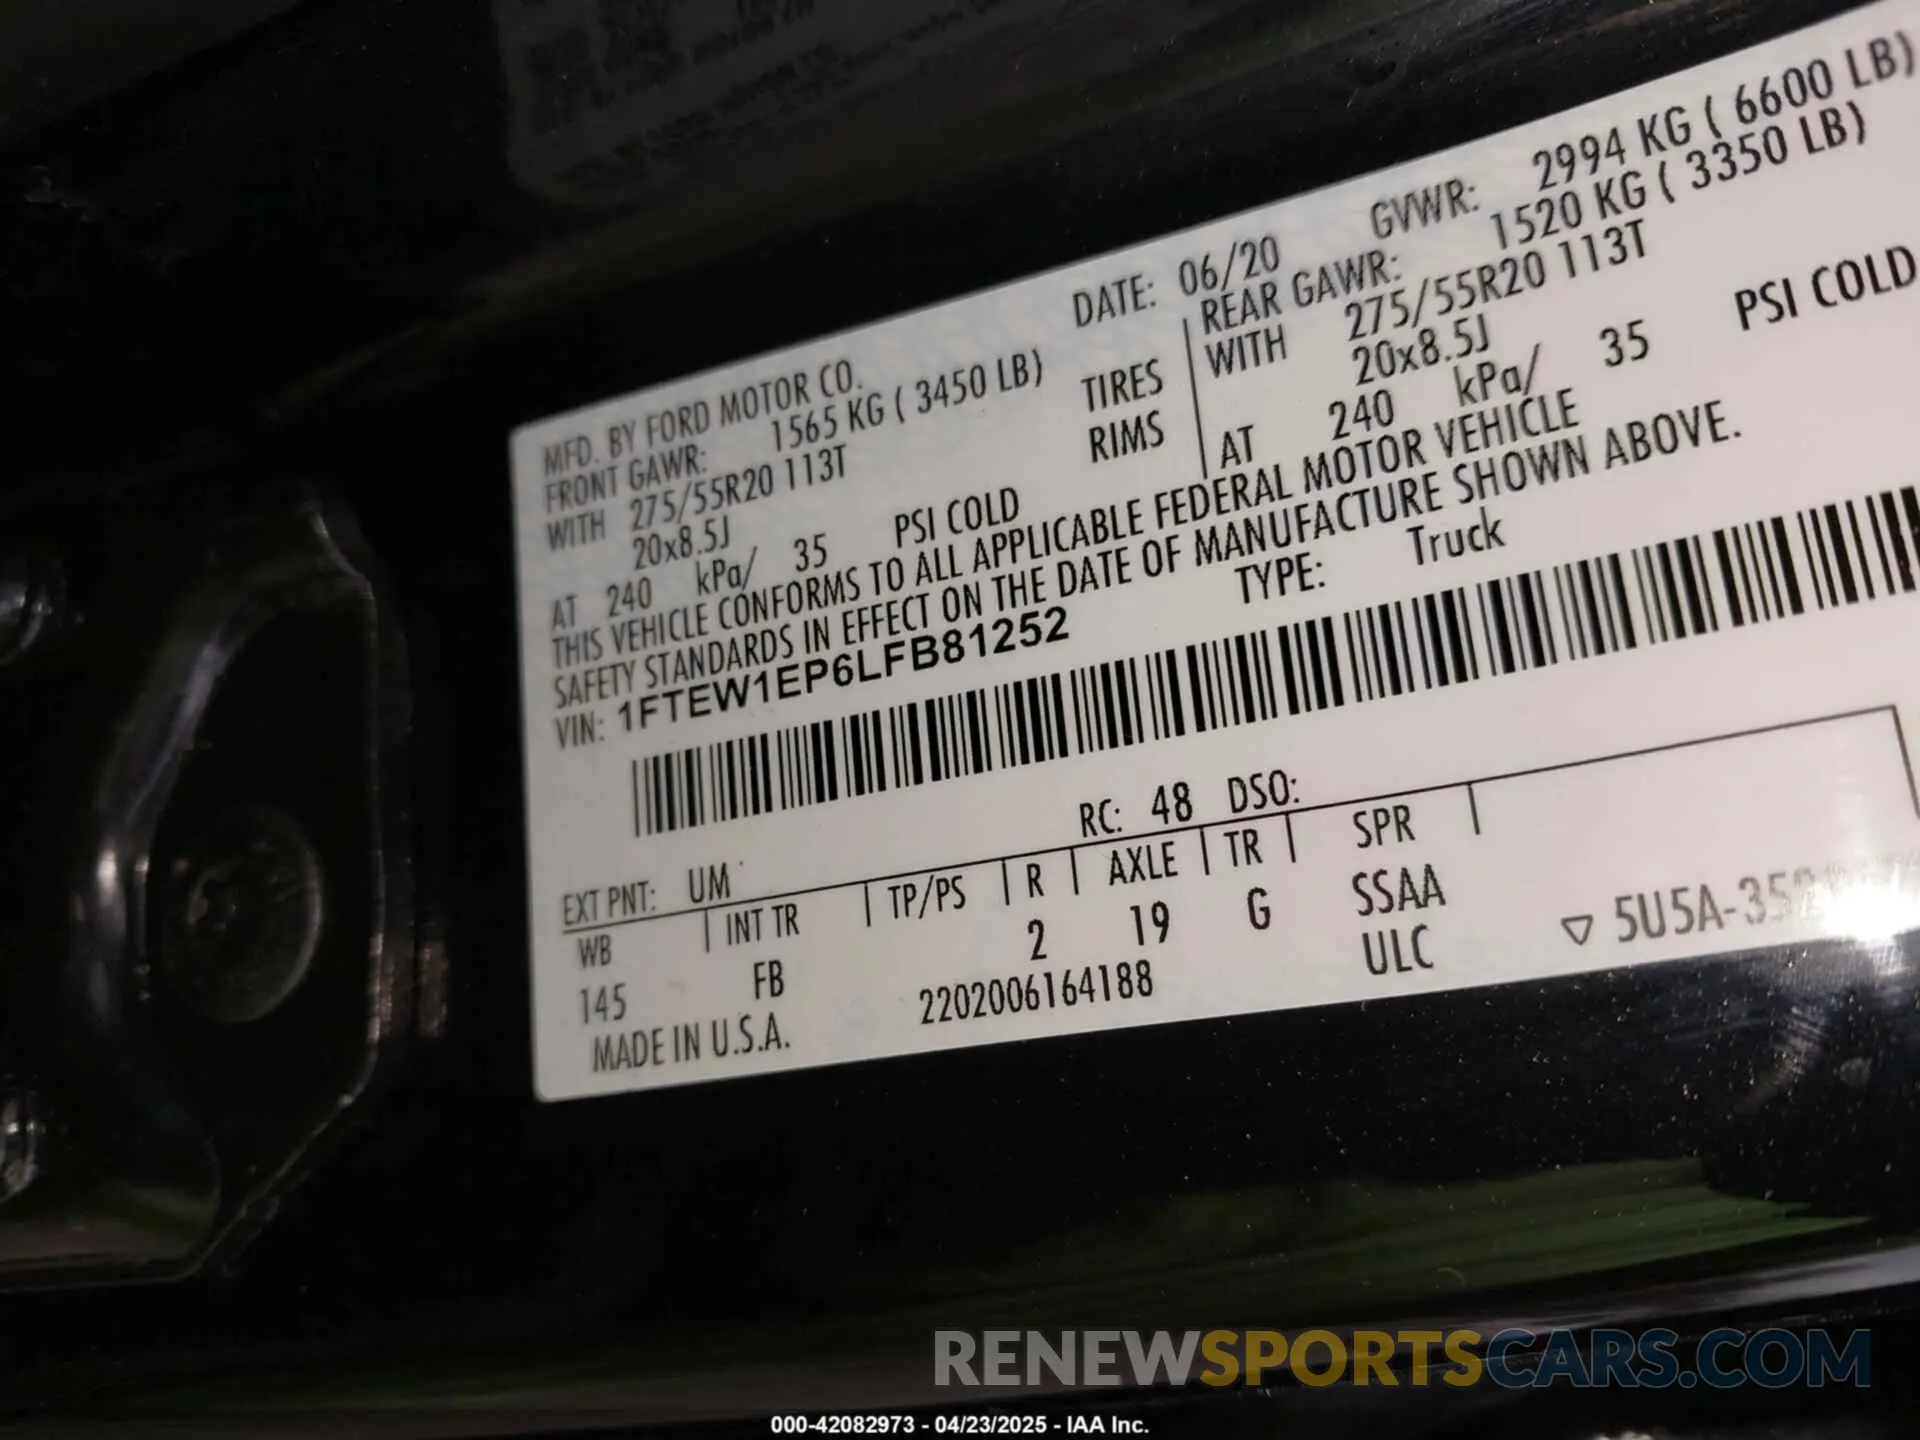 MFD. BY FORD MOTOR CO.
DATE: 06/20 GVWR: 2994 KG ( 6600 LB)
FRONT GAWR: 1565 KG ( 3450 LB) REAR GAWR: 1520 KG ( 3350 LB)
WITH 275/55R20 113T TIRES WITH 275/55R20 113T
20x8.5J RIMS 20x8.5J
AT 240 kPa/ 35 PSI COLD AT 240 kPa/ 35 PSI COLD
THIS VEHICLE CONFORMS TO ALL APPLICABLE FEDERAL MOTOR VEHICLE
SAFETY STANDARDS IN EFFECT ON THE DATE OF MANUFACTURE SHOWN ABOVE.
VIN: 1FTEW1EP6LFB81252 TYPE: Truck
EXT PNT: UM RC: 48 DSO:
WB | INT TR | TP/PS | R | AXLE | TR | SPR
145 FB 2 19 G SSAA
MADE IN U.S.A. 2202006164188 ULC
RENEWSPORTSCARS.COM
000-42082973 - 04/23/2025 - IAA Inc.